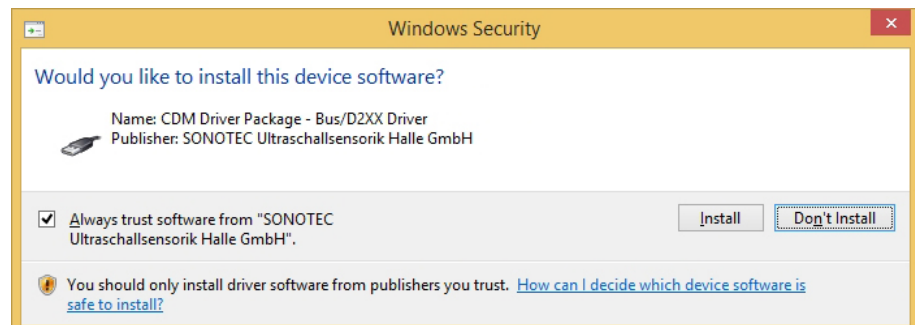 Windows Security
Would you like to install this device software?
Name: CDM Driver Package - Bus/D2XX Driver
Publisher: SONOTEC Ultraschallsensorik Halle GmbH
Always trust software from "SONOTEC
Ultraschallsensorik Halle GmbH".
Install
Don't Install
You should only install driver software from publishers you trust. How can I decide which device software is
safe to install?